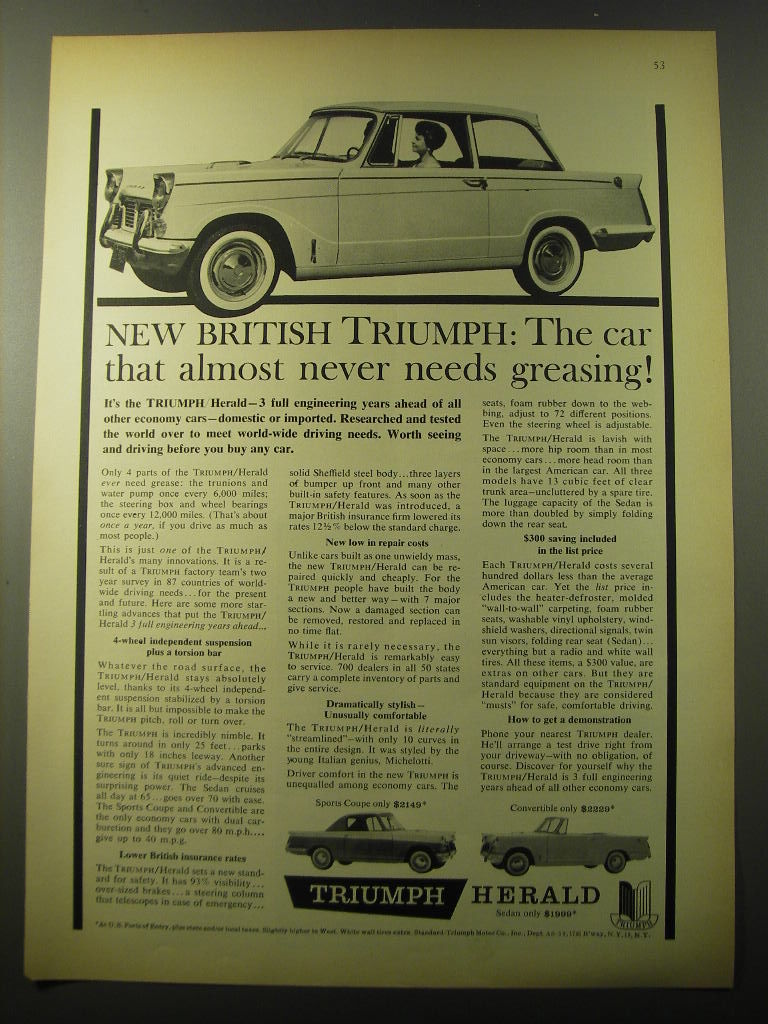 53
NEW BRITISH TRIUMPH: The car
that almost never needs greasing!
It's the TRIUMPH/Herald—3 full engineering years ahead of all
other economy cars—domestic or imported. Researched and tested
the world over to meet world-wide driving needs. Worth seeing
and driving before you buy any car.
Only 4 parts of the TRIUMPH/Herald
ever need grease: the trunions and
water pump once every 6,000 miles;
the steering box and wheel bearings
once every 12,000 miles. (That's about
once a year, if you drive as much as
most people.)
This is just one of the TRIUMPH/
Herald's many innovations. It is a re-
sult of a TRIUMPH factory team's two
year survey in 87 countries of world-
wide driving needs...for the present
and future. Here are some more star-
tling advances that put the TRIUMPH/
Herald 3 full engineering years ahead...
4-wheel independent suspension
plus a torsion bar
Whatever the road surface, the
TRIUMPH/Herald stays absolutely
level, thanks to its 4-wheel independ-
ent suspension stabilized by a torsion
bar. It is all but impossible to make the
TRIUMPH pitch, roll or turn over.
The TRIUMPH is incredibly nimble. It
turns around in only 25 feet...parks
with only 18 inches leeway. Another
sure sign of TRIUMPH's advanced en-
gineering is its quiet ride—despite its
surprising power. The Sedan cruises
all day at 65...goes over 70 with ease.
The Sports Coupe and Convertible are
the only economy cars with dual car-
buretion and they go over 80 m.p.h....
give up to 40 m.p.g.
Lower British insurance rates
The TRIUMPH/Herald sets a new stand-
ard for safety. It has 93% visibility...
over-sized brakes...a steering column
that telescopes in case of emergency...
solid Sheffield steel body...three layers
of bumper up front and many other
built-in safety features. As soon as the
TRIUMPH/Herald was introduced, a
major British insurance firm lowered its
rates 12½% below the standard charge.
New low in repair costs
Unlike cars built as one unwieldy mass,
the new TRIUMPH/Herald can be re-
paired quickly and cheaply. For the
TRIUMPH people have built the body
a new and better way—with 7 major
sections. Now a damaged section can
be removed, restored and replaced in
no time flat.
While it is rarely necessary, the
TRIUMPH/Herald is remarkably easy
to service. 700 dealers in all 50 states
carry a complete inventory of parts and
give service.
Dramatically stylish—
Unusually comfortable
The TRIUMPH/Herald is literally
"streamlined"—with only 10 curves in
the entire design. It was styled by the
young Italian genius, Michelotti.
Driver comfort in the new TRIUMPH is
unequalled among economy cars. The
seats, foam rubber down to the web-
bing, adjust to 72 different positions.
Even the steering wheel is adjustable.
The TRIUMPH/Herald is lavish with
space...more hip room than in most
economy cars...more head room than
in the largest American car. All three
models have 13 cubic feet of clear
trunk area—uncluttered by a spare tire.
The luggage capacity of the Sedan is
more than doubled by simply folding
down the rear seat.
$300 saving included
in the list price
Each TRIUMPH/Herald costs several
hundred dollars less than the average
American car. Yet the list price in-
cludes the heater-defroster, molded
"wall-to-wall" carpeting, foam rubber
seats, washable vinyl upholstery, wind-
shield washers, directional signals, twin
sun visors, folding rear seat (Sedan)...
everything but a radio and white wall
tires. All these items, a $300 value, are
extras on other cars. But they are
standard equipment on the TRIUMPH/
Herald because they are considered
"musts" for safe, comfortable driving.
How to get a demonstration
Phone your nearest TRIUMPH dealer.
He'll arrange a test drive right from
your driveway—with no obligation, of
course. Discover for yourself why the
TRIUMPH/Herald is 3 full engineering
years ahead of all other economy cars.
Sports Coupe only $2149*
Convertible only $2229*
TRIUMPH HERALD
Sedan only $1999*
TRIUMPH
*At U.S. Ports of Entry, plus state and/or local taxes. Slightly higher in West. White wall tires extra. Standard-Triumph Motor Co., Inc., Dept. 1745 B'way, N.Y. 19, N.Y.